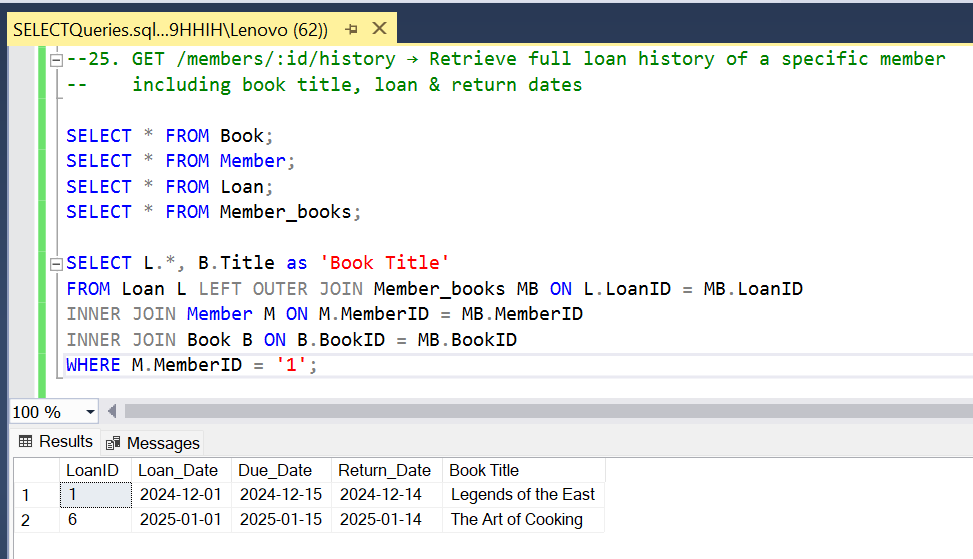 SELECTQueries.sql...9HHIH\Lenovo (62))
--25. GET /members/:id/history → Retrieve full loan history of a specific member
--    including book title, loan & return dates
SELECT * FROM Book;
SELECT * FROM Member;
SELECT * FROM Loan;
SELECT * FROM Member_books;
SELECT L.*, B.Title as 'Book Title'
FROM Loan L LEFT OUTER JOIN Member_books MB ON L.LoanID = MB.LoanID
INNER JOIN Member M ON M.MemberID = MB.MemberID
INNER JOIN Book B ON B.BookID = MB.BookID
WHERE M.MemberID = '1';
100 %
Results Messages
LoanID Loan_Date Due_Date Return_Date Book Title
1 1 2024-12-01 2024-12-15 2024-12-14 Legends of the East
2 6 2025-01-01 2025-01-15 2025-01-14 The Art of Cooking